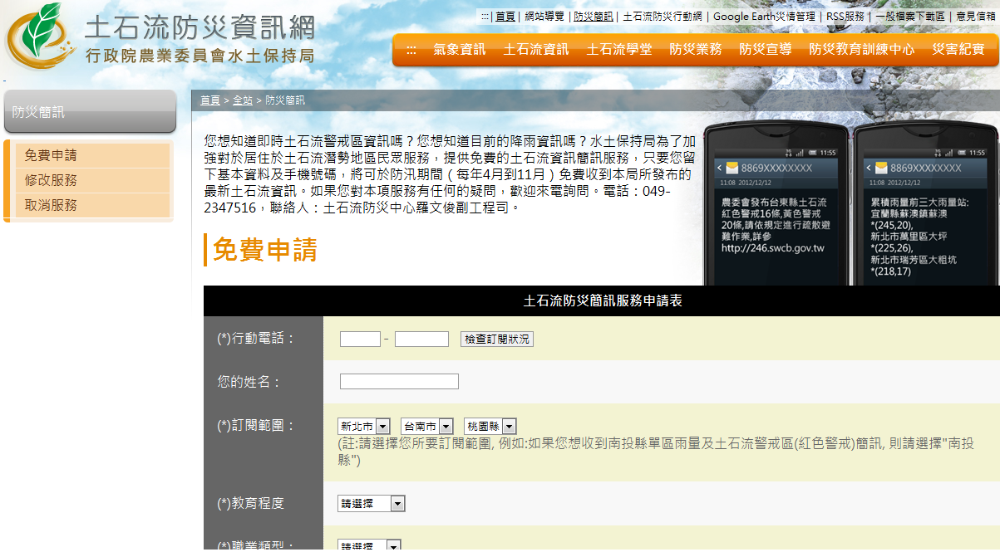 土石流防災資訊網
行政院農業委員會水土保持局
::: | 首頁 | 網站導覽 | 防災簡訊 | 土石流防災行動網 | Google Earth災情管理 | RSS服務 | 一般檔案下載區 | 意見信箱
::: 氣象資訊 土石流資訊 土石流學堂 防災業務 防災宣導 防災教育訓練中心 災害紀實
防災簡訊
免費申請
修改服務
取消服務
首頁 > 全站 > 防災簡訊
您想知道即時土石流警戒區資訊嗎？您想知道目前的降雨資訊嗎？水土保持局為了加
強對於居住於土石流潛勢地區民眾服務，提供免費的土石流資訊簡訊服務，只要您留
下基本資料及手機號碼，將可於防汛期間（每年4月到11月）免費收到本局所發布的
最新土石流資訊。如果您對本項服務有任何的疑問，歡迎來電詢問。電話：049-
2347516，聯絡人：土石流防災中心羅文俊副工程司。
3G 11:55
< 8869XXXXXXX
11:08 2012/12/12
農委會發布台東縣土石流
紅色警戒16條,黃色警戒
20條,請依規定進行疏散避
難作業,詳參
http://246.swcb.gov.tw
3G 11:55
< 8869XXXXXXX
11:08 2012/12/12
累積雨量前三大雨量站:
宜蘭縣蘇澳鎮蘇澳
*(245,20),
新北市萬里區大坪
*(225,26),
新北市瑞芳區大粗坑
*(218,17)
免費申請
土石流防災簡訊服務申請表
(*)行動電話： - 檢查訂閱狀況
您的姓名：
(*)訂閱範圍： 新北市 台南市 桃園縣
(註:請選擇您所要訂閱範圍, 例如:如果您想收到南投縣單區雨量及土石流警戒區(紅色警戒)簡訊, 則請選擇"南投
縣")
(*)教育程度 請選擇
(*)職業類型： 請選擇